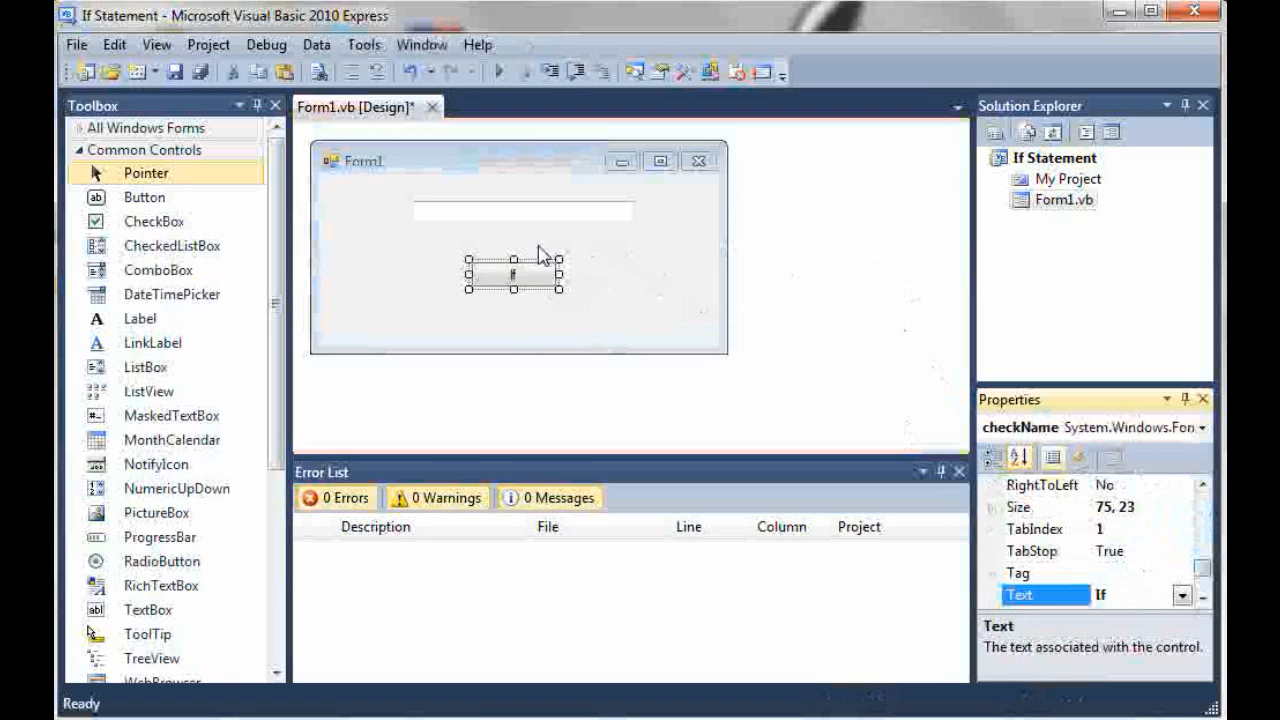 If Statement - Microsoft Visual Basic 2010 Express
File Edit View Project Debug Data Tools Window Help
Toolbox
All Windows Forms
Common Controls
Pointer
Button
CheckBox
CheckedListBox
ComboBox
DateTimePicker
Label
LinkLabel
ListBox
ListView
MaskedTextBox
MonthCalendar
NotifyIcon
NumericUpDown
PictureBox
ProgressBar
RadioButton
RichTextBox
TextBox
ToolTip
TreeView
WebBrowser
Form1.vb [Design]*
Form1
If
Error List
0 Errors 0 Warnings 0 Messages
Description File Line Column Project
Solution Explorer
If Statement
My Project
Form1.vb
Properties
checkName System.Windows.For
RightToLeft No
Size 75, 23
TabIndex 1
TabStop True
Tag
Text If
Text
The text associated with the control.
Ready